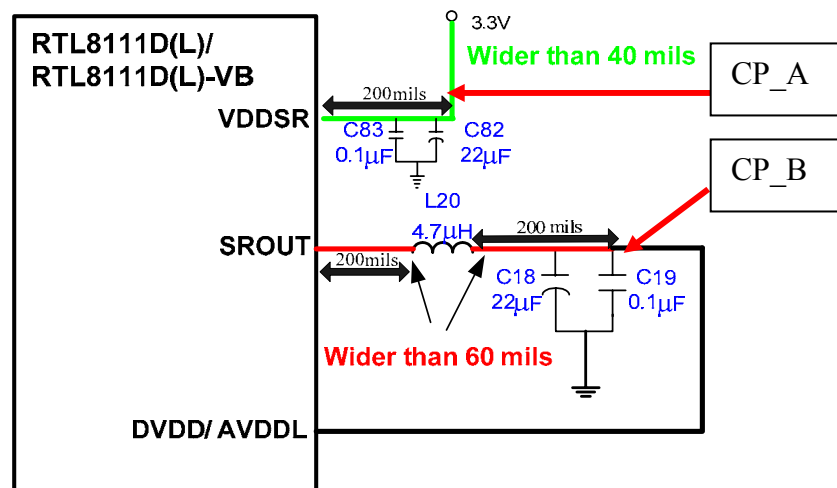 RTL8111D(L)/
RTL8111D(L)-VB
3.3V
Wider than 40 mils
CP_A
200mils
VDDSR
C83
0.1µF
C82
22µF
CP_B
L20
4.7µH
200 mils
SROUT
200mils
C18
22µF
C19
0.1µF
Wider than 60 mils
DVDD/ AVDDL